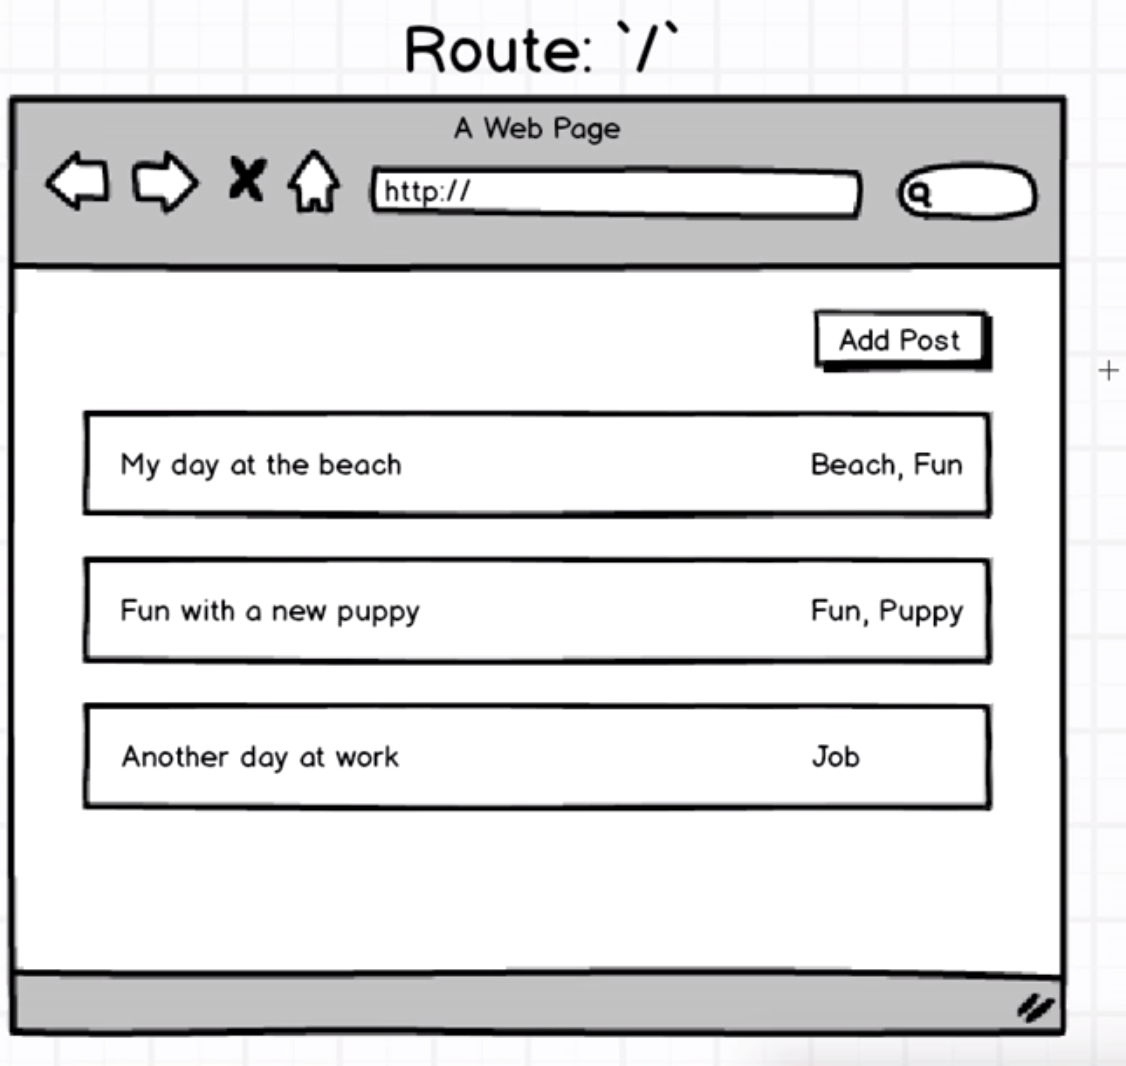 Route: `/`
A Web Page
http://
Add Post
My day at the beach Beach, Fun
Fun with a new puppy Fun, Puppy
Another day at work Job